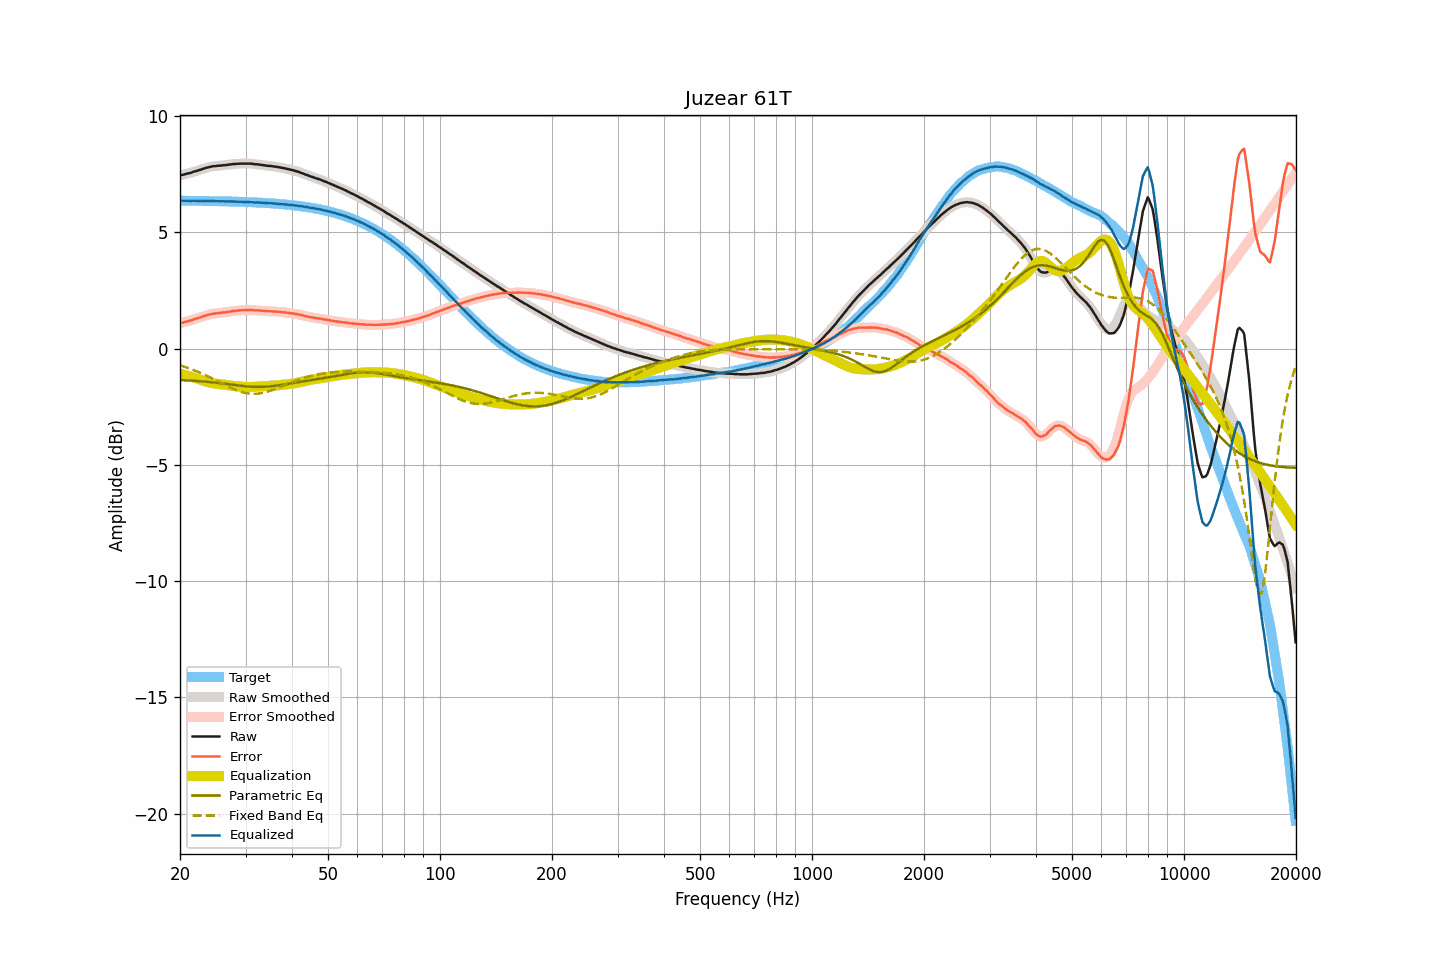 Juzear 61T
10
5
0
−5
−10
−15
−20
Amplitude (dBr)
Target
Raw Smoothed
Error Smoothed
Raw
Error
Equalization
Parametric Eq
Fixed Band Eq
Equalized
20 50 100 200 500 1000 2000 5000 10000 20000
Frequency (Hz)